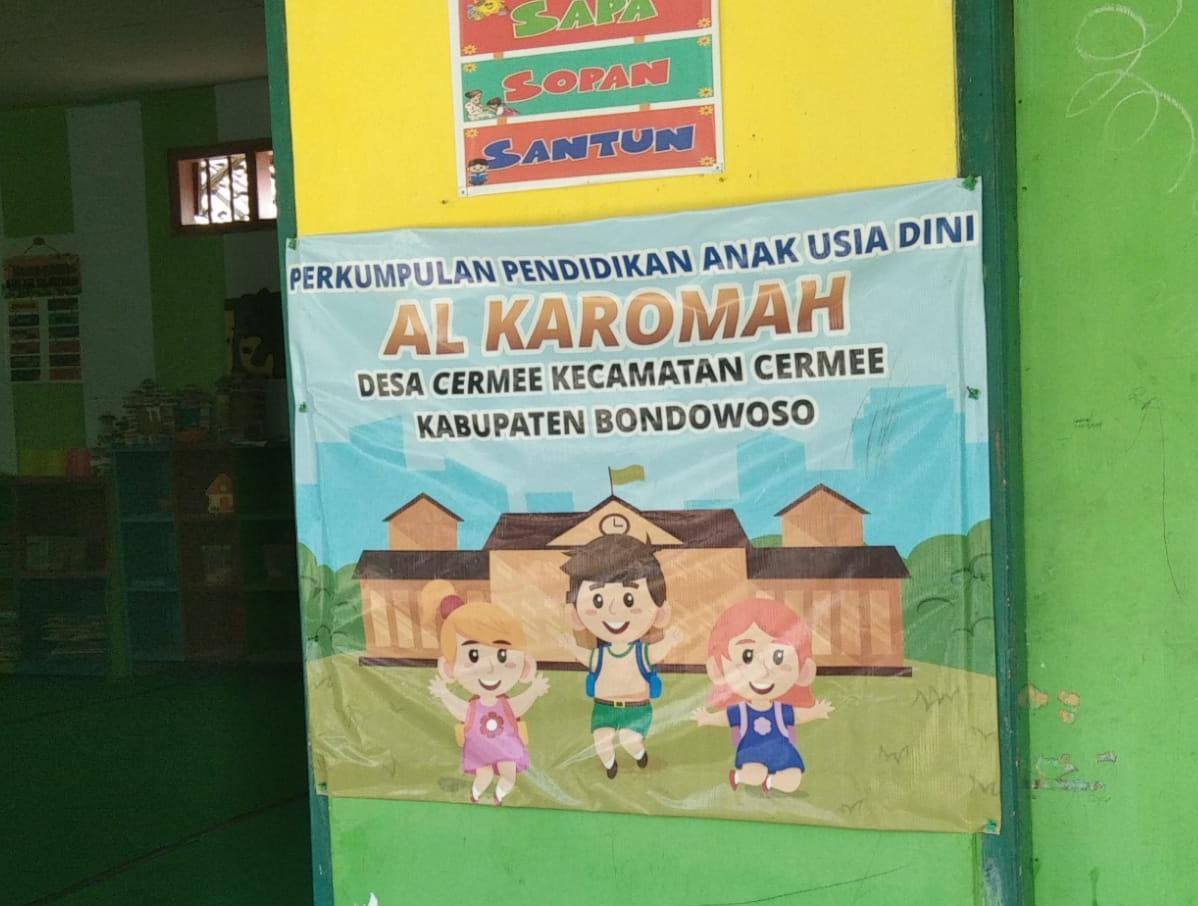 SAPA
SOPAN
SANTUN
PERKUMPULAN PENDIDIKAN ANAK USIA DINI
AL KAROMAH
DESA CERMEE KECAMATAN CERMEE
KABUPATEN BONDOWOSO